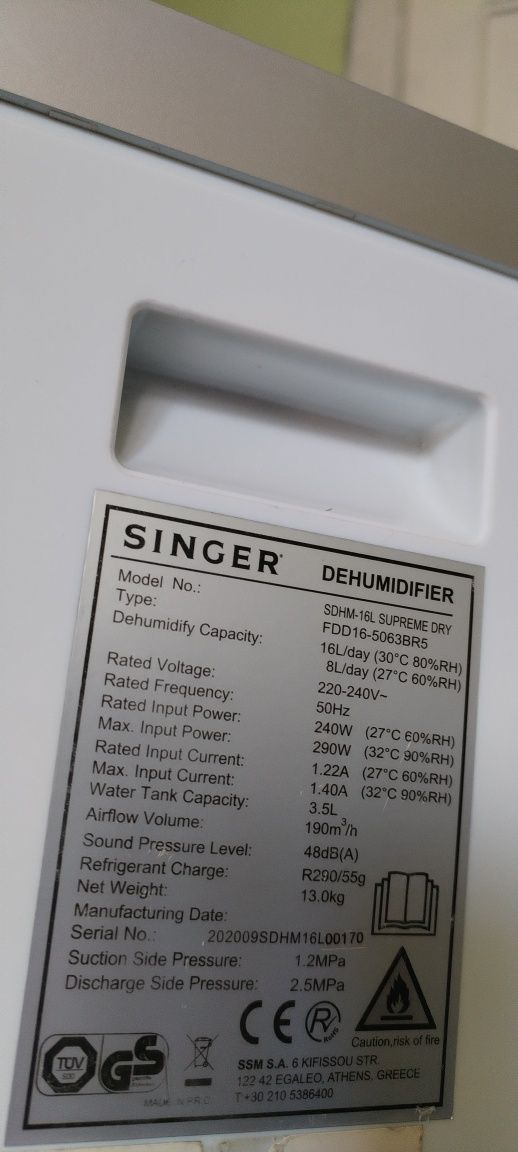 SINGER® DEHUMIDIFIER
Model No.: SDHM-16L SUPREME DRY
Type: FDD16-5063BR5
Dehumidify Capacity: 16L/day (30°C 80%RH)
8L/day (27°C 60%RH)
Rated Voltage: 220-240V~
Rated Frequency: 50Hz
Rated Input Power: 240W (27°C 60%RH)
Max. Input Power: 290W (32°C 90%RH)
Rated Input Current: 1.22A (27°C 60%RH)
Max. Input Current: 1.40A (32°C 90%RH)
Water Tank Capacity: 3.5L
Airflow Volume: 190m³/h
Sound Pressure Level: 48dB(A)
Refrigerant Charge: R290/55g
Net Weight: 13.0kg
Manufacturing Date:
Serial No.: 202009SDHM16L00170
Suction Side Pressure: 1.2MPa
Discharge Side Pressure: 2.5MPa
CE R RoHS
Caution,risk of fire
TÜV GS
SSM S.A. 6 KIFISSOU STR.
122 42 EGALEO, ATHENS, GREECE
T:+30 210 5386400
MADE IN P.R.C.